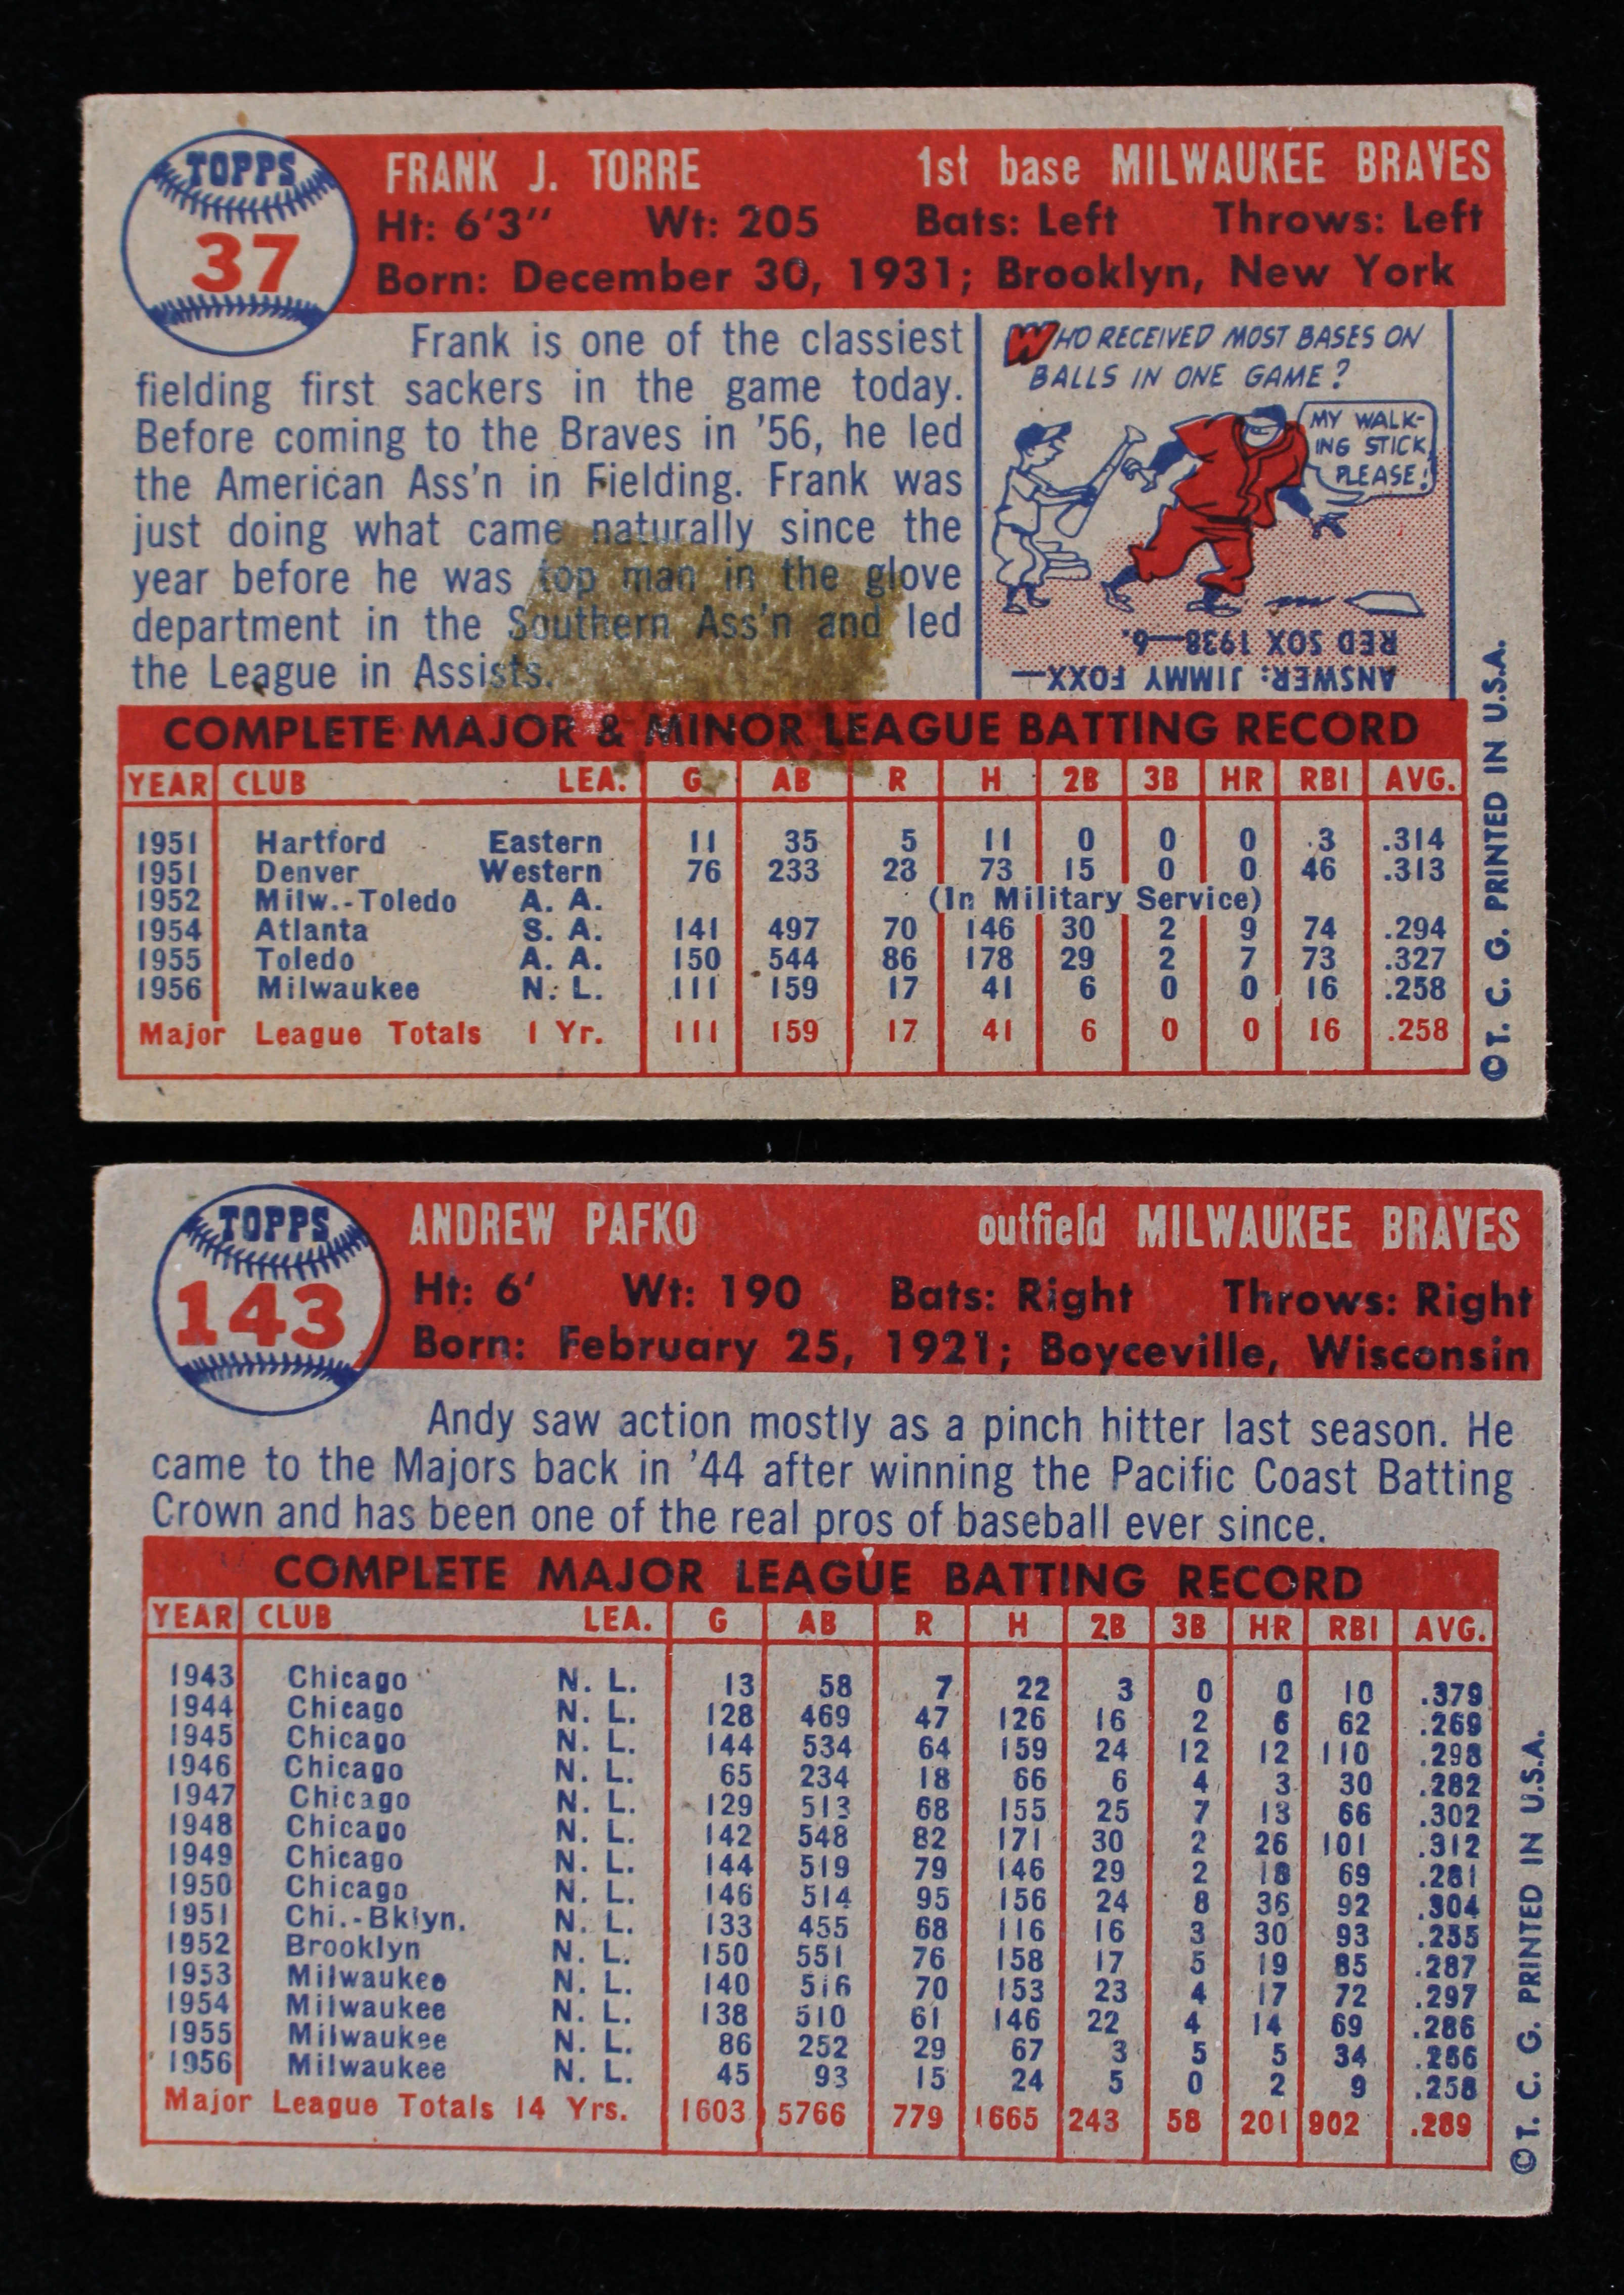 TOPPS
37
FRANK J. TORRE 1st base MILWAUKEE BRAVES
Ht: 6'3" Wt: 205 Bats: Left Throws: Left
Born: December 30, 1931; Brooklyn, New York
Frank is one of the classiest
fielding first sackers in the game today.
Before coming to the Braves in '56, he led
the American Ass'n in Fielding. Frank was
just doing what came naturally since the
year before he was top man in the glove
department in the Southern Ass'n and led
the League in Assists.
WHO RECEIVED MOST BASES ON
BALLS IN ONE GAME?
MY WALK-
ING STICK
PLEASE!
ANSWER: JIMMY FOXX—
RED SOX 1938—6.
COMPLETE MAJOR & MINOR LEAGUE BATTING RECORD
YEAR CLUB LEA. G AB R H 2B 3B HR RBI AVG.
1951 Hartford Eastern 11 35 5 11 0 0 0 3 .314
1951 Denver Western 76 233 23 73 15 0 0 46 .313
1952 Milw.-Toledo A. A. (In Military Service)
1954 Atlanta S. A. 141 497 70 146 30 2 9 74 .294
1955 Toledo A. A. 150 544 86 178 29 2 7 73 .327
1956 Milwaukee N. L. 111 159 17 41 6 0 0 16 .258
Major League Totals 1 Yr. 111 159 17 41 6 0 0 16 .258
©T. C. G. PRINTED IN U.S.A.
TOPPS
143
ANDREW PAFKO outfield MILWAUKEE BRAVES
Ht: 6' Wt: 190 Bats: Right Throws: Right
Born: February 25, 1921; Boyceville, Wisconsin
Andy saw action mostly as a pinch hitter last season. He
came to the Majors back in '44 after winning the Pacific Coast Batting
Crown and has been one of the real pros of baseball ever since.
COMPLETE MAJOR LEAGUE BATTING RECORD
YEAR CLUB LEA. G AB R H 2B 3B HR RBI AVG.
1943 Chicago N. L. 13 58 7 22 3 0 0 10 .379
1944 Chicago N. L. 128 469 47 126 16 2 6 62 .269
1945 Chicago N. L. 144 534 64 159 24 12 12 110 .298
1946 Chicago N. L. 65 234 18 66 6 4 3 30 .282
1947 Chicago N. L. 129 513 68 155 25 7 13 66 .302
1948 Chicago N. L. 142 548 82 171 30 2 26 101 .312
1949 Chicago N. L. 144 519 79 146 29 2 18 69 .281
1950 Chicago N. L. 146 514 95 156 24 8 36 92 .304
1951 Chi.-Bklyn. N. L. 133 455 68 116 16 3 30 93 .255
1952 Brooklyn N. L. 150 551 76 158 17 5 19 85 .287
1953 Milwaukee N. L. 140 516 70 153 23 4 17 72 .297
1954 Milwaukee N. L. 138 510 61 146 22 4 14 69 .286
1955 Milwaukee N. L. 86 252 29 67 3 5 5 34 .266
1956 Milwaukee N. L. 45 93 15 24 5 0 2 9 .258
Major League Totals 14 Yrs. 1603 5766 779 1665 243 58 201 902 .289
©T. C. G. PRINTED IN U.S.A.